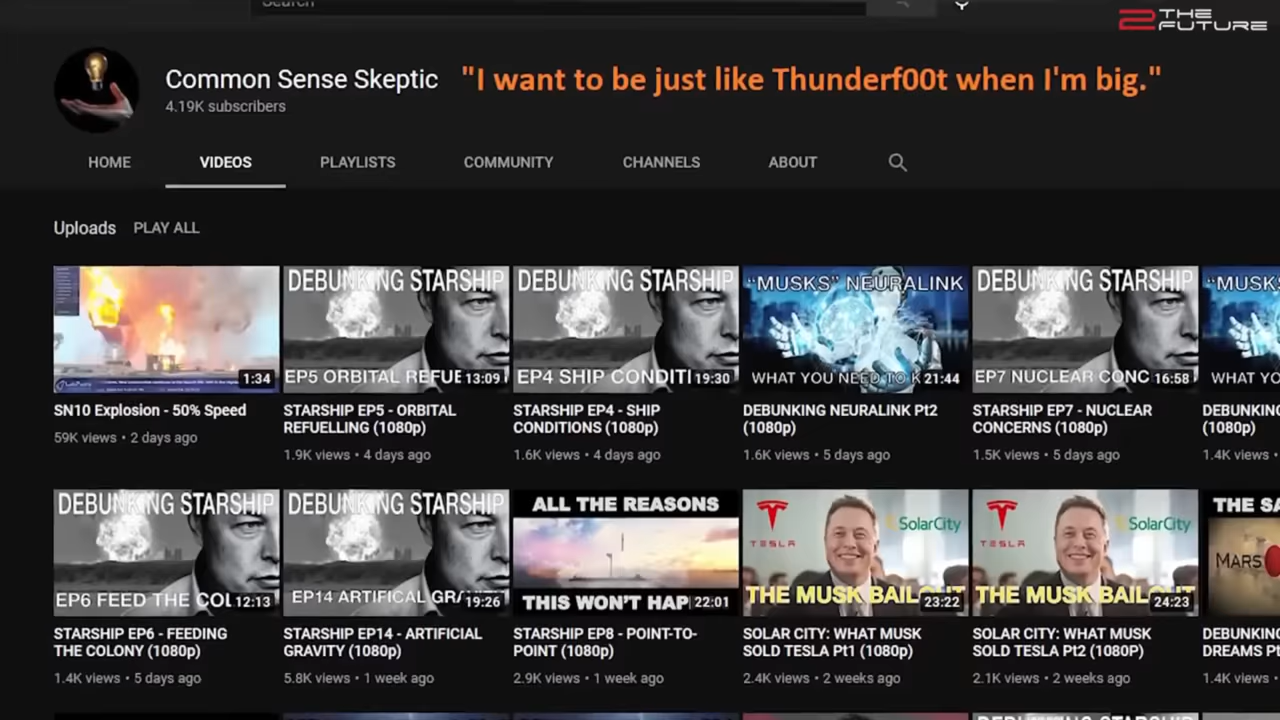 Search
2 THE FUTURE
Common Sense Skeptic "I want to be just like Thunderf00t when I'm big."
4.19K subscribers
HOME VIDEOS PLAYLISTS COMMUNITY CHANNELS ABOUT
Uploads PLAY ALL
DEBUNKING STARSHIP DEBUNKING STARSHIP "MUSKS" NEURALINK DEBUNKING STARSHIP "MUSKS
1:34 EP5 ORBITAL REFUE 13:09 EP4 SHIP CONDITI 19:30 WHAT YOU NEED TO K 21:44 EP7 NUCLEAR CONC 16:58 WHAT YO
SN10 Explosion - 50% Speed STARSHIP EP5 - ORBITAL STARSHIP EP4 - SHIP DEBUNKING NEURALINK Pt2 STARSHIP EP7 - NUCLEAR DEBUNKING
REFUELLING (1080p) CONDITIONS (1080p) (1080p) CONCERNS (1080p) (1080p)
59K views • 2 days ago 1.9K views • 4 days ago 1.6K views • 4 days ago 1.6K views • 5 days ago 1.5K views • 5 days ago 1.4K views •
DEBUNKING STARSHIP DEBUNKING STARSHIP ALL THE REASONS TESLA SolarCity TESLA SolarCity THE SA
MARS
EP6 FEED THE COL 12:13 EP14 ARTIFICAL GRA 19:26 THIS WON'T HAP 22:01 THE MUSK BAILOUT 23:22 THE MUSK BAILOUT 24:23
STARSHIP EP6 - FEEDING STARSHIP EP14 - ARTIFICIAL STARSHIP EP8 - POINT-TO- SOLAR CITY: WHAT MUSK SOLAR CITY: WHAT MUSK DEBUNKING
THE COLONY (1080p) GRAVITY (1080p) POINT (1080p) SOLD TESLA Pt1 (1080p) SOLD TESLA Pt2 (1080P) DREAMS Pt
1.4K views • 5 days ago 5.8K views • 1 week ago 2.9K views • 1 week ago 2.4K views • 2 weeks ago 2.1K views • 2 weeks ago 1.4K views •